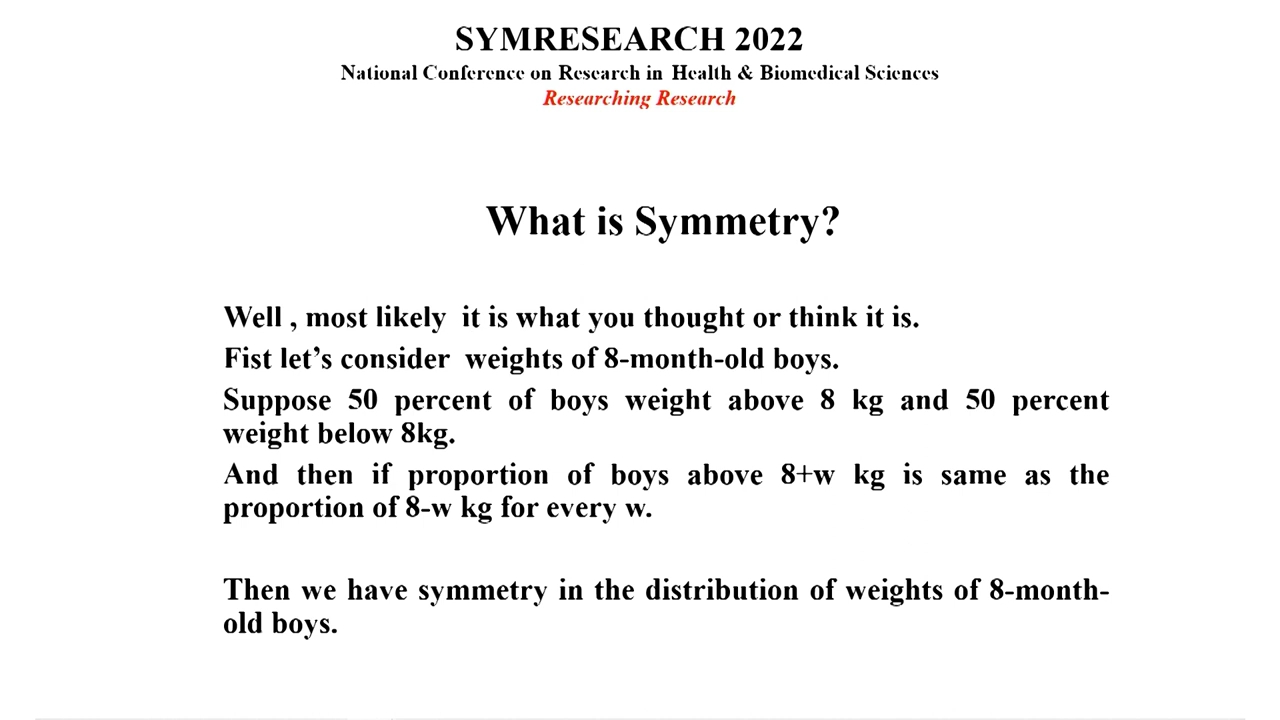 SYMRESEARCH 2022
National Conference on Research in Health & Biomedical Sciences
Researching Research
What is Symmetry?
Well , most likely it is what you thought or think it is.
Fist let’s consider weights of 8-month-old boys.
Suppose 50 percent of boys weight above 8 kg and 50 percent
weight below 8kg.
And then if proportion of boys above 8+w kg is same as the
proportion of 8-w kg for every w.
Then we have symmetry in the distribution of weights of 8-month-
old boys.